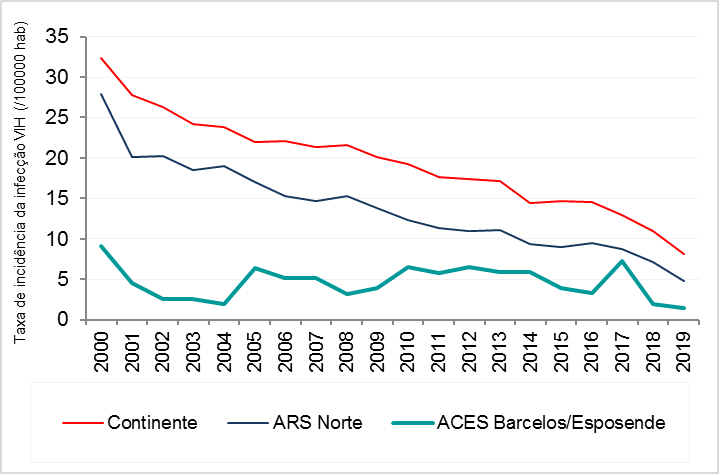 Taxa de incidência da infecção VIH (/100000 hab)
35
30
25
20
15
10
5
0
2000 2001 2002 2003 2004 2005 2006 2007 2008 2009 2010 2011 2012 2013 2014 2015 2016 2017 2018 2019
Continente ARS Norte ACES Barcelos/Esposende